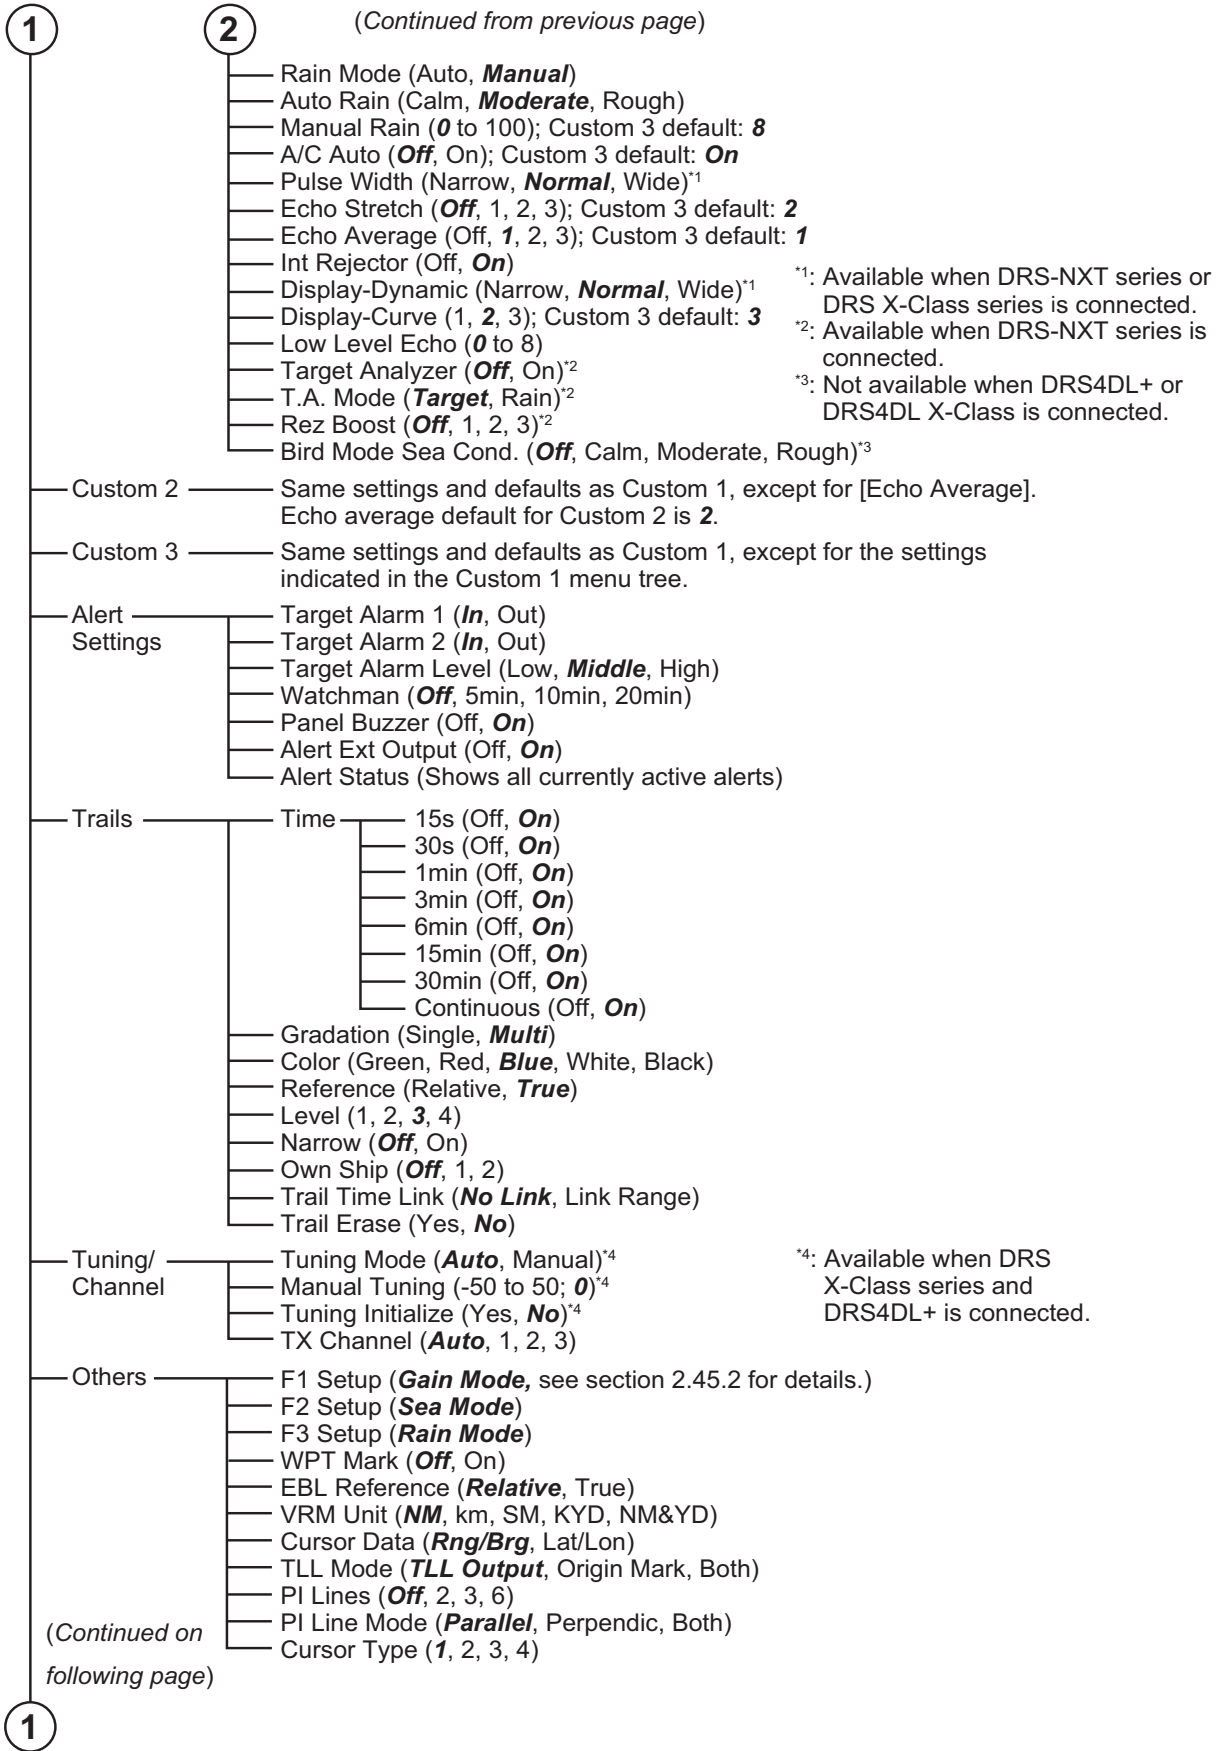 1
2
(Continued from previous page)
Rain Mode (Auto, Manual)
Auto Rain (Calm, Moderate, Rough)
Manual Rain (0 to 100); Custom 3 default: 8
A/C Auto (Off, On); Custom 3 default: On
Pulse Width (Narrow, Normal, Wide)*1
Echo Stretch (Off, 1, 2, 3); Custom 3 default: 2
Echo Average (Off, 1, 2, 3); Custom 3 default: 1
Int Rejector (Off, On)
Display-Dynamic (Narrow, Normal, Wide)*1
Display-Curve (1, 2, 3); Custom 3 default: 3
Low Level Echo (0 to 8)
Target Analyzer (Off, On)*2
T.A. Mode (Target, Rain)*2
Rez Boost (Off, 1, 2, 3)*2
Bird Mode Sea Cond. (Off, Calm, Moderate, Rough)*3
*1: Available when DRS-NXT series or
DRS X-Class series is connected.
*2: Available when DRS-NXT series is
connected.
*3: Not available when DRS4DL+ or
DRS4DL X-Class is connected.
Custom 2
Same settings and defaults as Custom 1, except for [Echo Average].
Echo average default for Custom 2 is 2.
Custom 3
Same settings and defaults as Custom 1, except for the settings
indicated in the Custom 1 menu tree.
Alert
Settings
Target Alarm 1 (In, Out)
Target Alarm 2 (In, Out)
Target Alarm Level (Low, Middle, High)
Watchman (Off, 5min, 10min, 20min)
Panel Buzzer (Off, On)
Alert Ext Output (Off, On)
Alert Status (Shows all currently active alerts)
Trails
Time
15s (Off, On)
30s (Off, On)
1min (Off, On)
3min (Off, On)
6min (Off, On)
15min (Off, On)
30min (Off, On)
Continuous (Off, On)
Gradation (Single, Multi)
Color (Green, Red, Blue, White, Black)
Reference (Relative, True)
Level (1, 2, 3, 4)
Narrow (Off, On)
Own Ship (Off, 1, 2)
Trail Time Link (No Link, Link Range)
Trail Erase (Yes, No)
Tuning/
Channel
Tuning Mode (Auto, Manual)*4
Manual Tuning (-50 to 50; 0)*4
Tuning Initialize (Yes, No)*4
TX Channel (Auto, 1, 2, 3)
*4: Available when DRS
X-Class series and
DRS4DL+ is connected.
Others
F1 Setup (Gain Mode, see section 2.45.2 for details.)
F2 Setup (Sea Mode)
F3 Setup (Rain Mode)
WPT Mark (Off, On)
EBL Reference (Relative, True)
VRM Unit (NM, km, SM, KYD, NM&YD)
Cursor Data (Rng/Brg, Lat/Lon)
TLL Mode (TLL Output, Origin Mark, Both)
PI Lines (Off, 2, 3, 6)
PI Line Mode (Parallel, Perpendic, Both)
Cursor Type (1, 2, 3, 4)
(Continued on
following page)
1